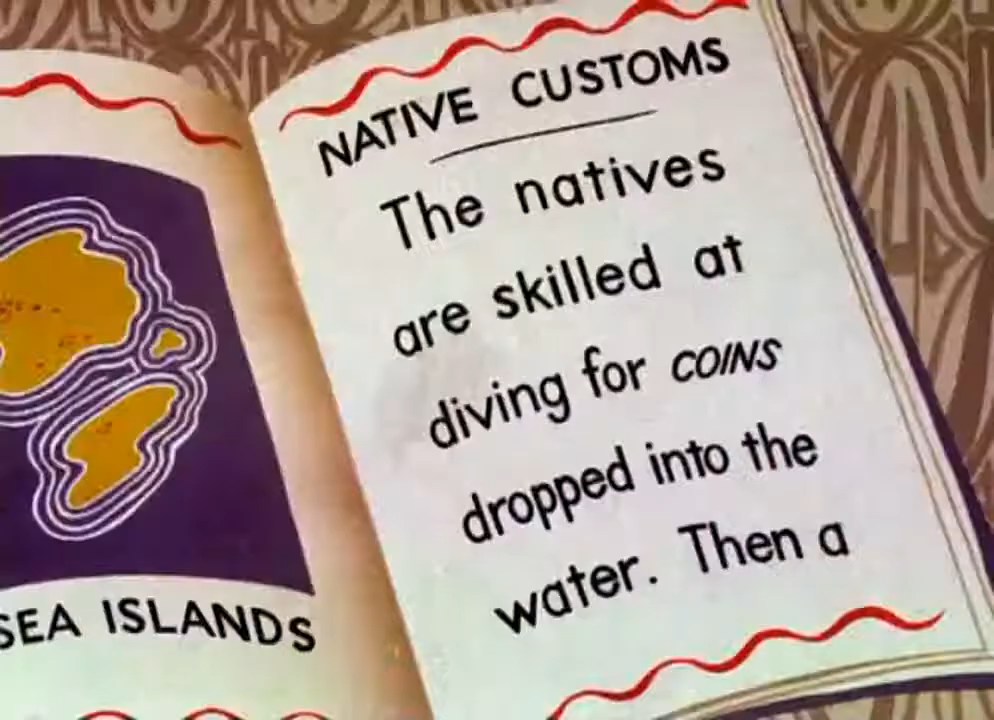 SEA ISLANDS
NATIVE CUSTOMS
The natives
are skilled at
diving for COINS
dropped into the
water. Then a